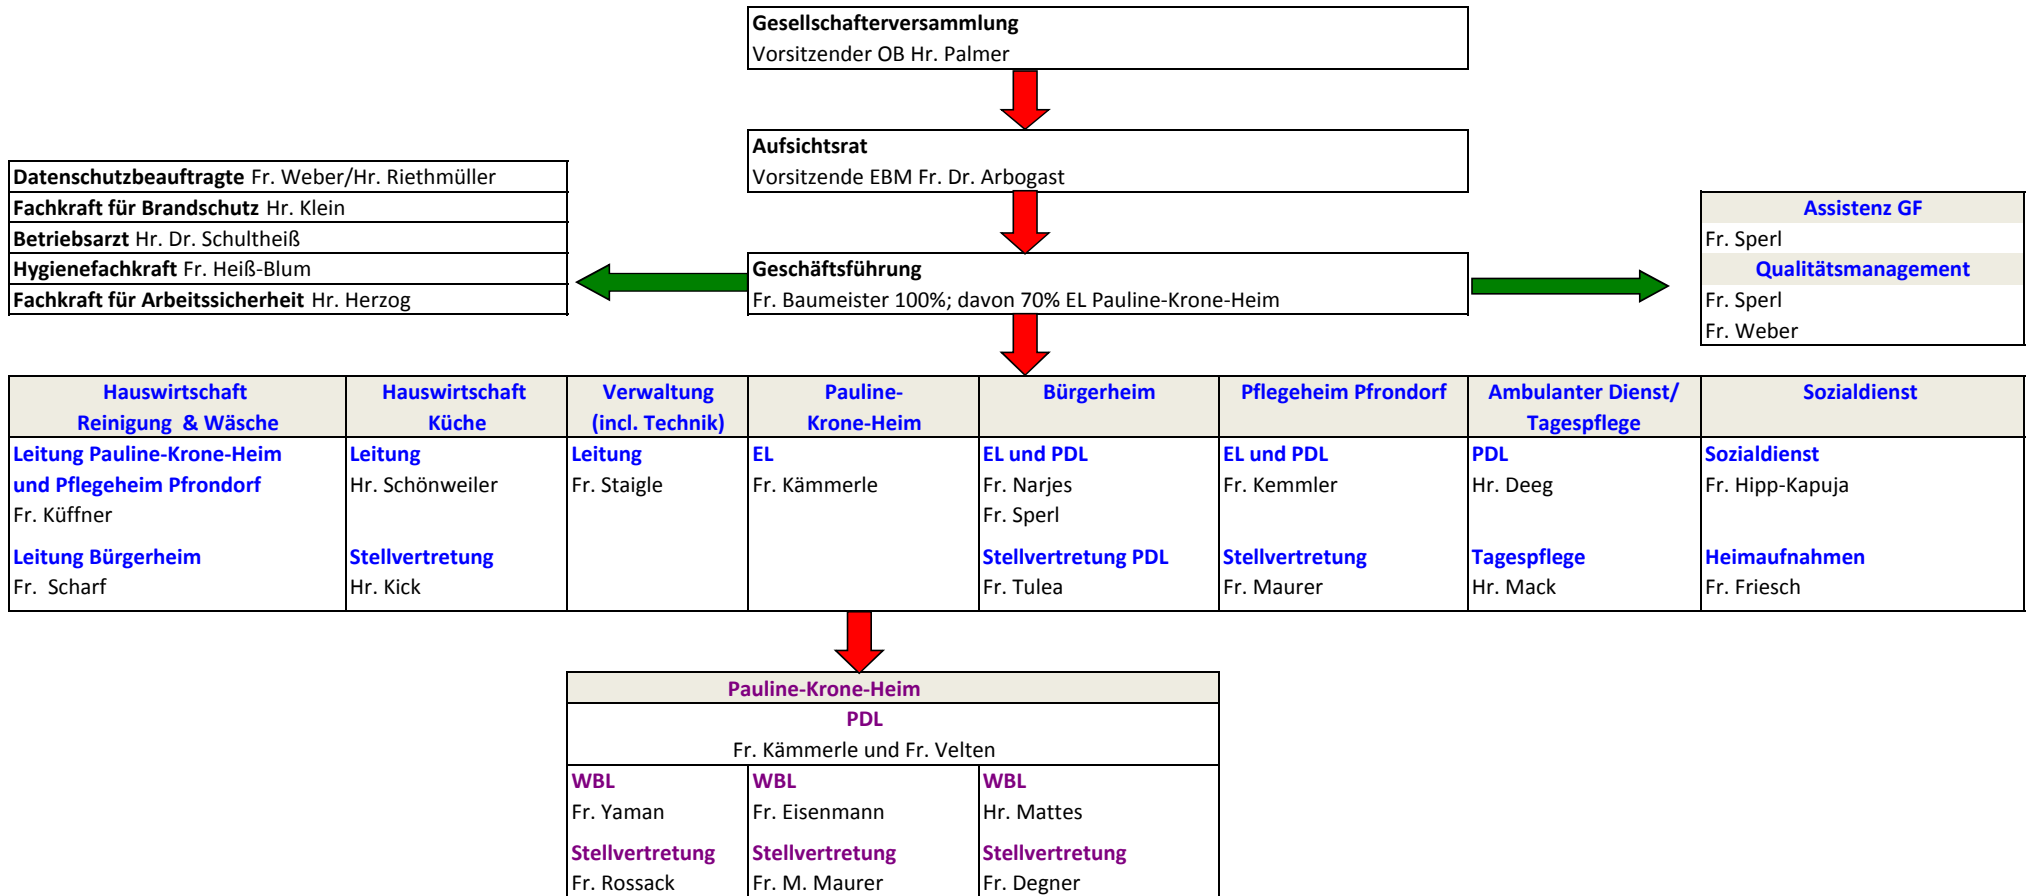 Gesellschafterversammlung
Vorsitzender OB Hr. Palmer
Aufsichtsrat
Vorsitzende EBM Fr. Dr. Arbogast
Datenschutzbeauftragte Fr. Weber/Hr. Riethmüller
Fachkraft für Brandschutz Hr. Klein
Betriebsarzt Hr. Dr. Schultheiß
Hygienefachkraft Fr. Heiß-Blum
Fachkraft für Arbeitssicherheit Hr. Herzog
Geschäftsführung
Fr. Baumeister 100%; davon 70% EL Pauline-Krone-Heim
Assistenz GF
Fr. Sperl
Qualitätsmanagement
Fr. Sperl
Fr. Weber
Hauswirtschaft
Reinigung & Wäsche
Leitung Pauline-Krone-Heim
und Pflegeheim Pfrondorf
Fr. Küffner
Leitung Bürgerheim
Fr. Scharf
Hauswirtschaft
Küche
Leitung
Hr. Schönweiler
Stellvertretung
Hr. Kick
Verwaltung
(incl. Technik)
Leitung
Fr. Staigle
Pauline-
Krone-Heim
EL
Fr. Kämmerle
Bürgerheim
EL und PDL
Fr. Narjes
Fr. Sperl
Stellvertretung PDL
Fr. Tulea
Pflegeheim Pfrondorf
EL und PDL
Fr. Kemmler
Stellvertretung
Fr. Maurer
Ambulanter Dienst/
Tagespflege
PDL
Hr. Deeg
Tagespflege
Hr. Mack
Sozialdienst
Sozialdienst
Fr. Hipp-Kapuja
Heimaufnahmen
Fr. Friesch
Pauline-Krone-Heim
PDL
Fr. Kämmerle und Fr. Velten
WBL
Fr. Yaman
Stellvertretung
Fr. Rossack
WBL
Fr. Eisenmann
Stellvertretung
Fr. M. Maurer
WBL
Hr. Mattes
Stellvertretung
Fr. Degner